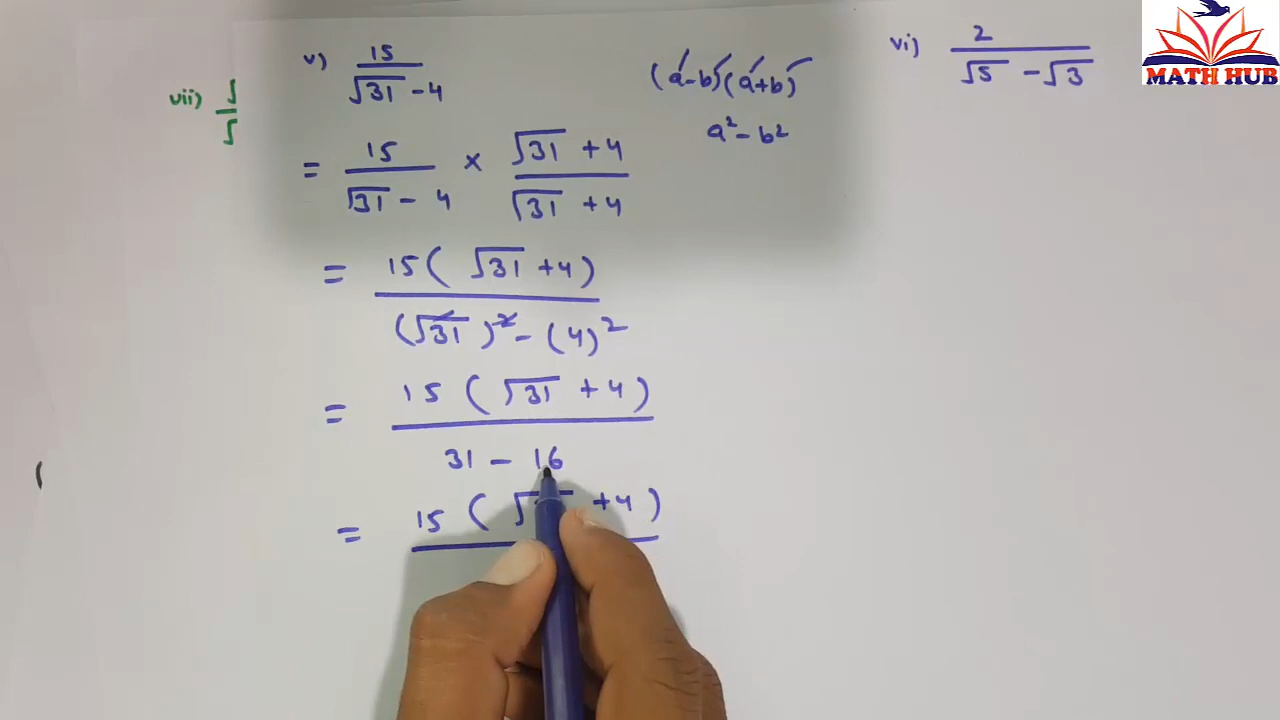 v) 15 / (√31 - 4)
(a-b)(a+b)
a² - b²
= 15 / (√31 - 4) × (√31 + 4) / (√31 + 4)
= 15(√31 + 4) / ((√31)² - (4)²)
= 15(√31 + 4) / (31 - 16)
= 15(√ +4)
vi) 2 / (√5 - √3)
vii) √ / √
MATH HUB